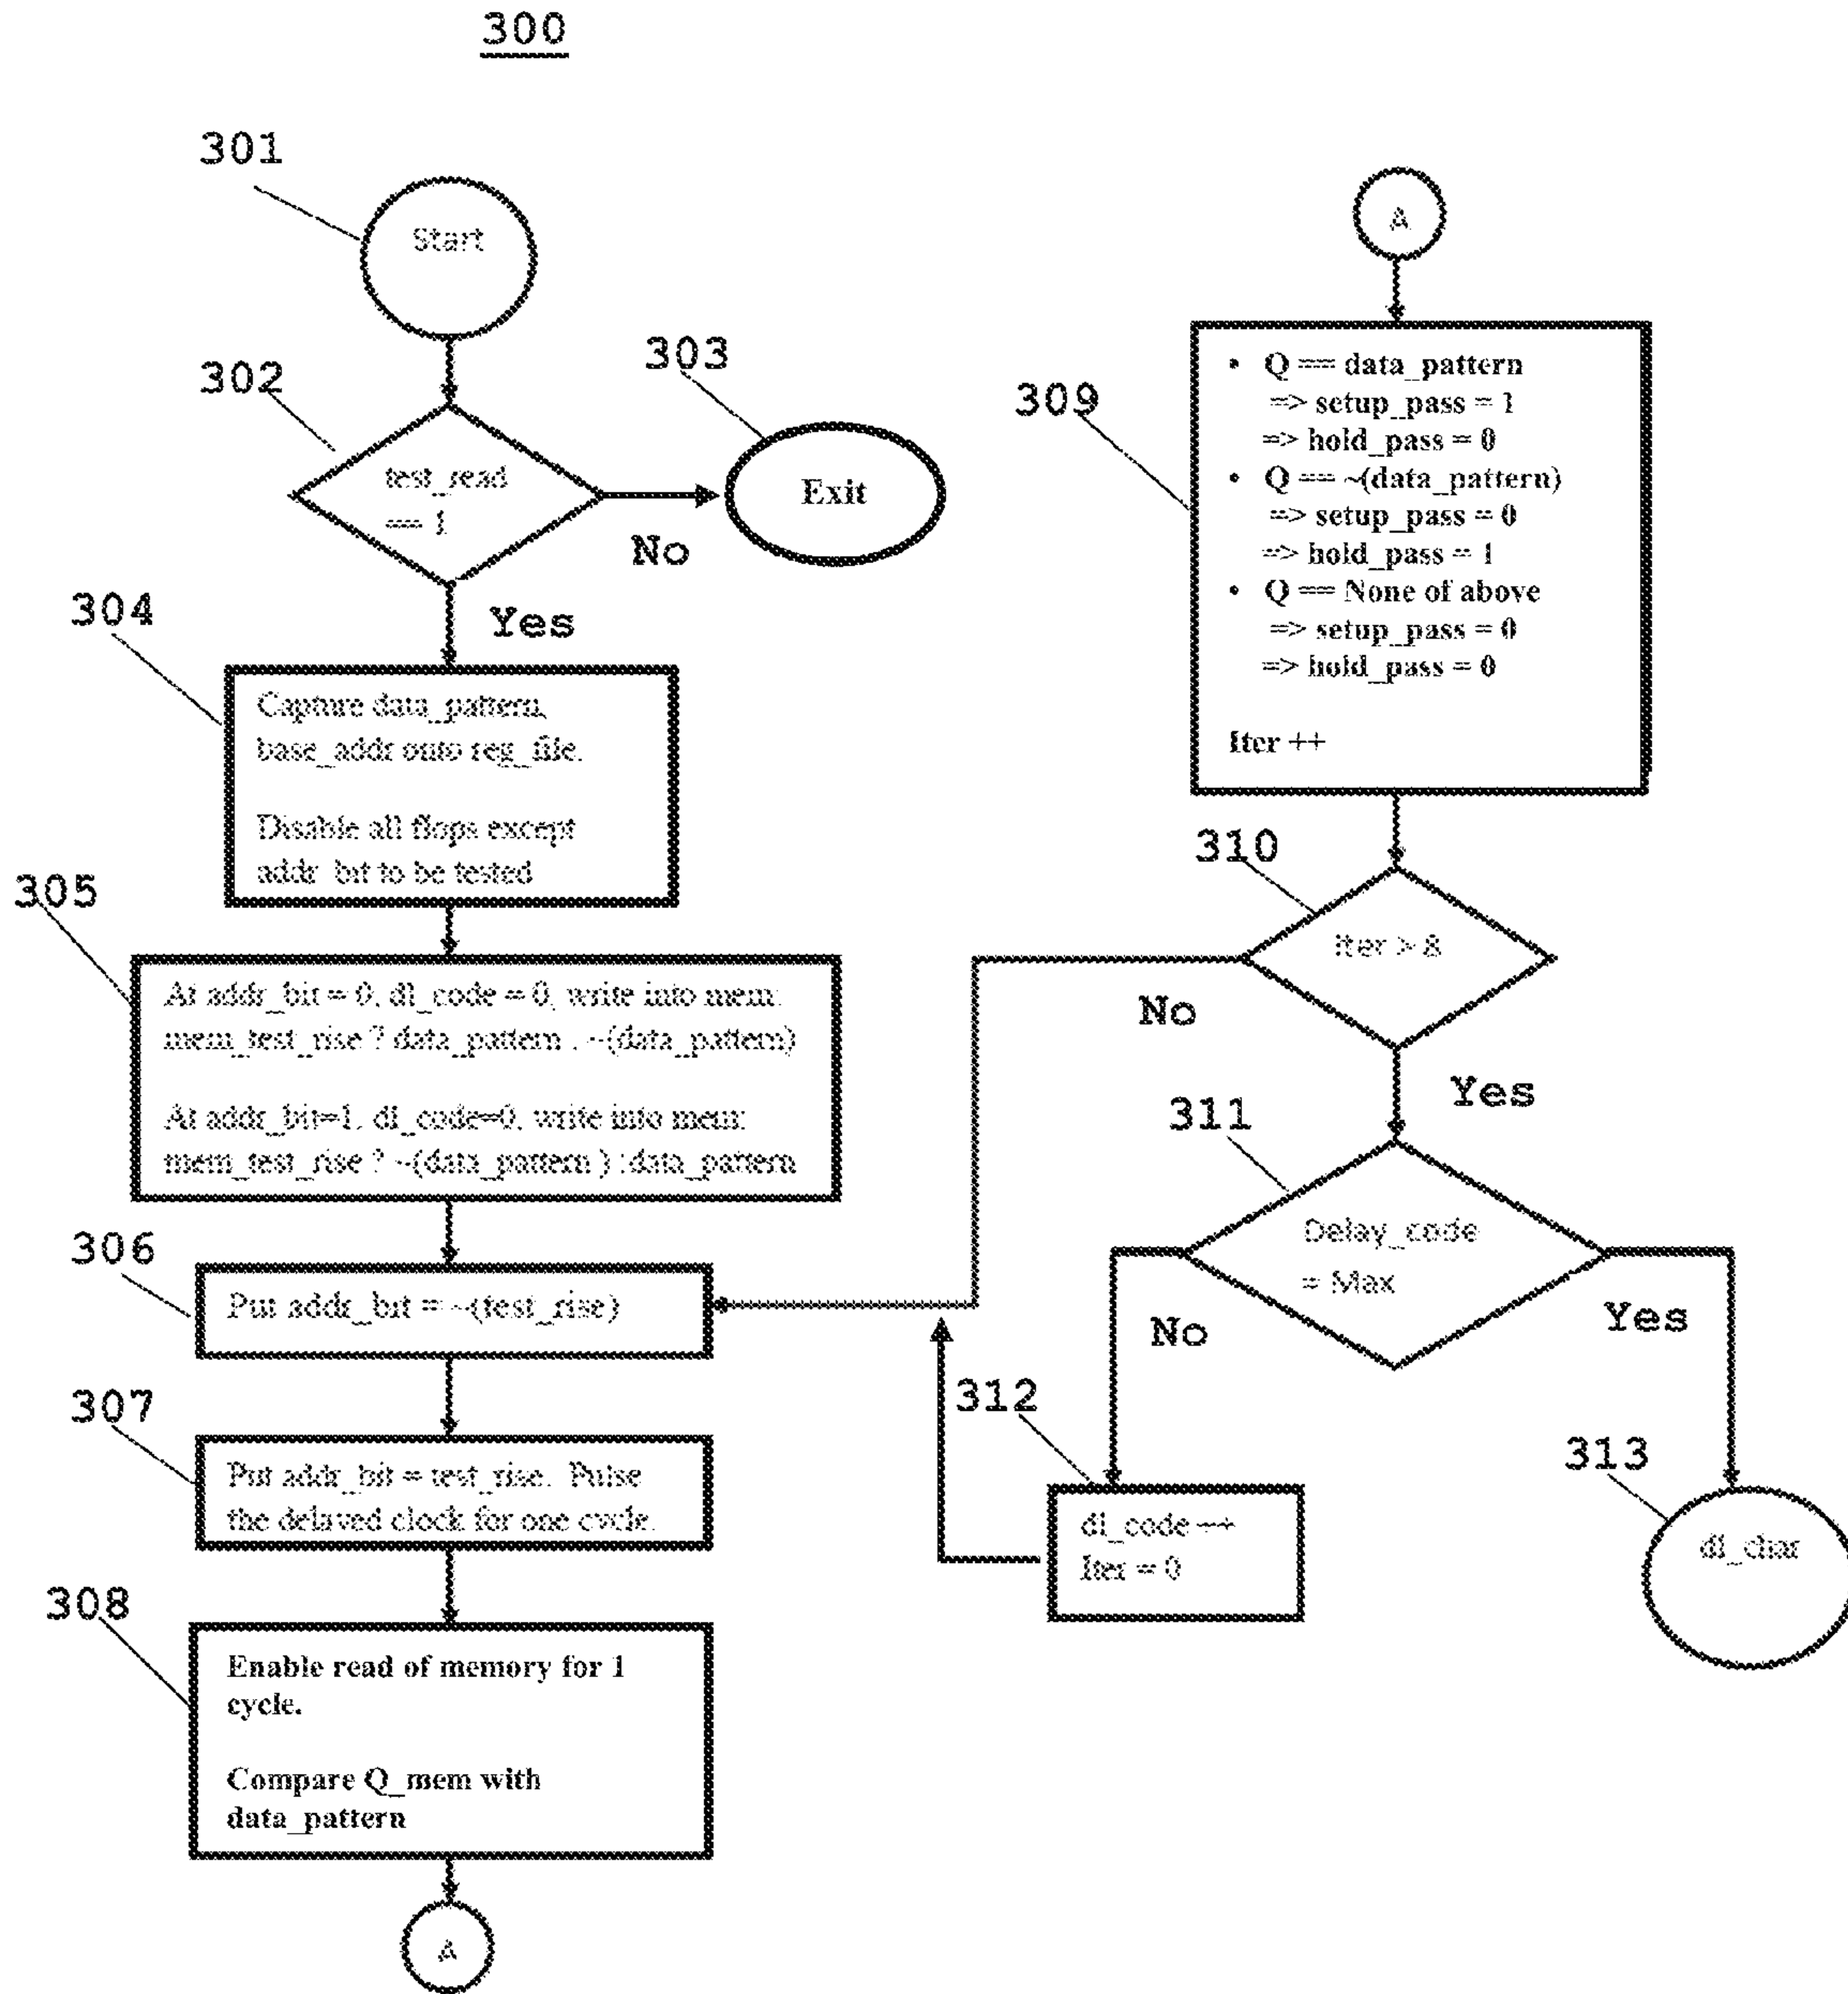 300
301
Start
302
test_read
== 1
303
Exit
No
Yes
304
Capture data_pattern,
base_addr onto reg_file.
Disable all flops except
addr_bit to be tested
305
At addr_bit = 0, dl_code = 0, write into mem:
mem_test_rise ? data_pattern : ~(data_pattern)
At addr_bit=1, dl_code=0, write into mem:
mem_test_rise ? ~(data_pattern ) :data_pattern
306
Put addr_bit = ~(test_rise)
307
Put addr_bit = test_rise. Pulse
the delayed clock for one cycle.
308
Enable read of memory for 1
cycle.
Compare Q_mem with
data_pattern
A
A
309
• Q == data_pattern
=> setup_pass = 1
=> hold_pass = 0
• Q == ~(data_pattern)
=> setup_pass = 0
=> hold_pass = 1
• Q == None of above
=> setup_pass = 0
=> hold_pass = 0
Iter ++
310
Iter > 8
No
Yes
311
Delay_code
= Max
No
Yes
312
dl_code ++
Iter = 0
313
dl_char